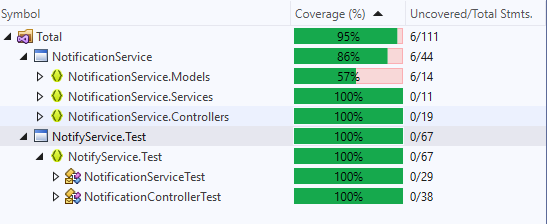 Symbol Coverage (%) Uncovered/Total Stmts.
Total 95% 6/111
NotificationService 86% 6/44
NotificationService.Models 57% 6/14
NotificationService.Services 100% 0/11
NotificationService.Controllers 100% 0/19
NotifyService.Test 100% 0/67
NotifyService.Test 100% 0/67
NotificationServiceTest 100% 0/29
NotificationControllerTest 100% 0/38